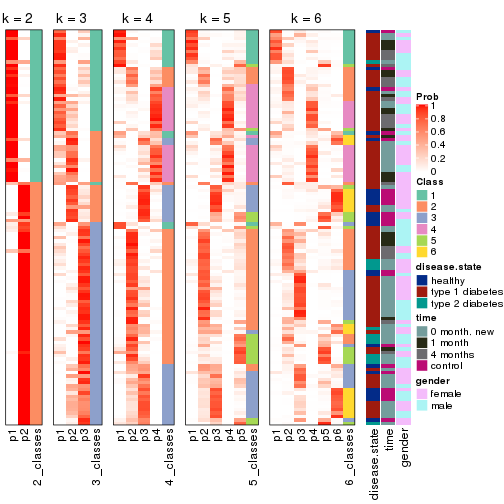 k = 2 k = 3 k = 4 k = 5 k = 6
p1 p2 2_classes p1 p2 p3 3_classes p1 p2 p3 p4 4_classes p1 p2 p3 p4 p5 5_classes p1 p2 p3 p4 p5 p6 6_classes disease.state time gender
Prob
1
0.8
0.6
0.4
0.2
0
Class
1
2
3
4
5
6
disease.state
healthy
type 1 diabetes
type 2 diabetes
time
0 month. new
1 month
4 months
control
gender
female
male